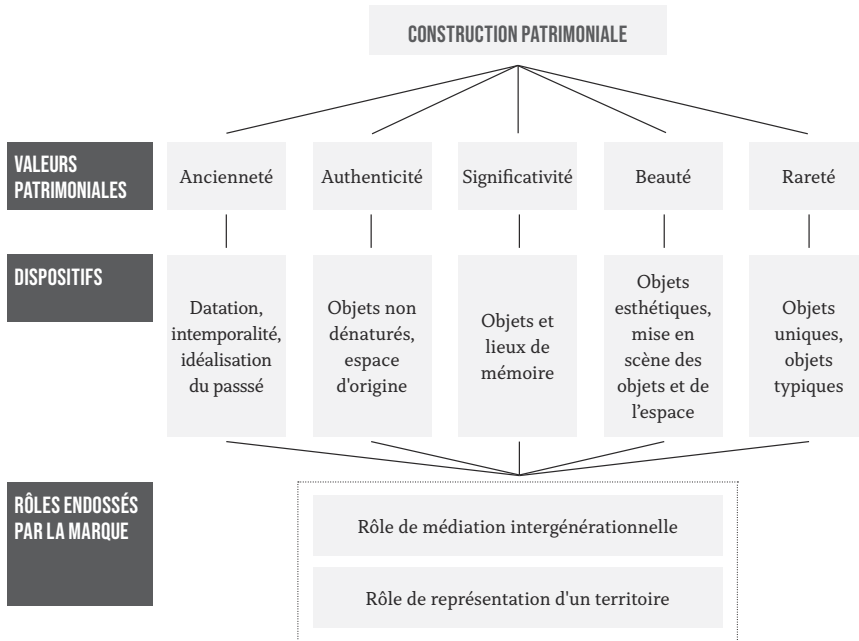 CONSTRUCTION PATRIMONIALE
VALEURS
PATRIMONIALES
Ancienneté
Authenticité
Significativité
Beauté
Rareté
DISPOSITIFS
Datation,
intemporalité,
idéalisation
du passsé
Objets non
dénaturés,
espace
d'origine
Objets et
lieux de
mémoire
Objets
esthétiques,
mise en
scène des
objets et de
l’espace
Objets
uniques,
objets
typiques
RÔLES ENDOSSÉS
PAR LA MARQUE
Rôle de médiation intergénérationnelle
Rôle de représentation d'un territoire